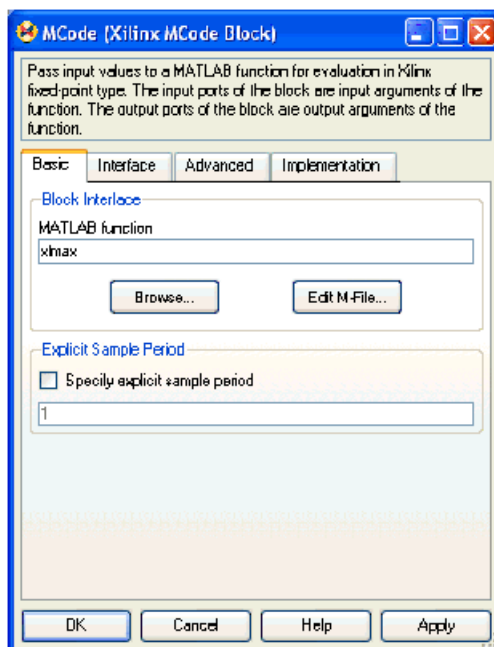 MCode (Xilinx MCode Block)
Pass input values to a MATLAB function for evaluation in Xilinx
fixed-point type. The input ports of the block are input arguments of the
function. The output ports of the block are output arguments of the
function.
Basic Interface Advanced Implementation
Block Interface
MATLAB function
xlmax
Browse... Edit M-File...
Explicit Sample Period
Specify explicit sample period
1
OK Cancel Help Apply